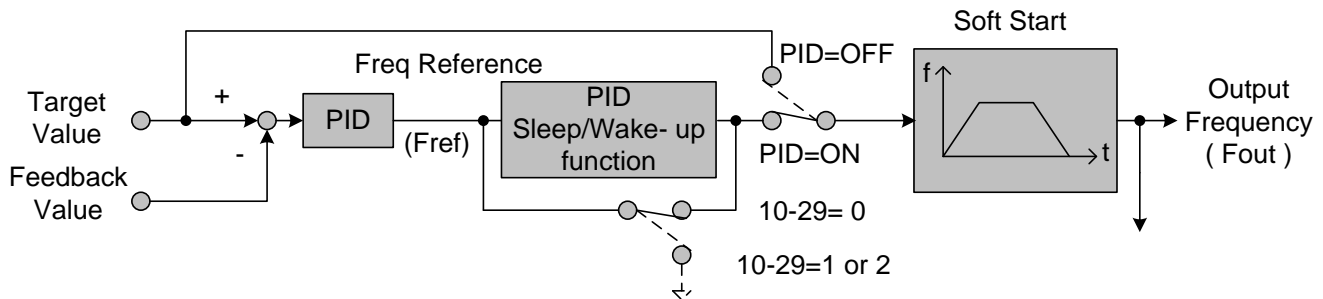 Soft Start
PID=OFF
Freq Reference
Target
Value
+
-
PID
(Fref)
PID
Sleep/Wake- up
function
PID=ON
f
t
Output
Frequency
( Fout )
Feedback
Value
10-29= 0
10-29=1 or 2